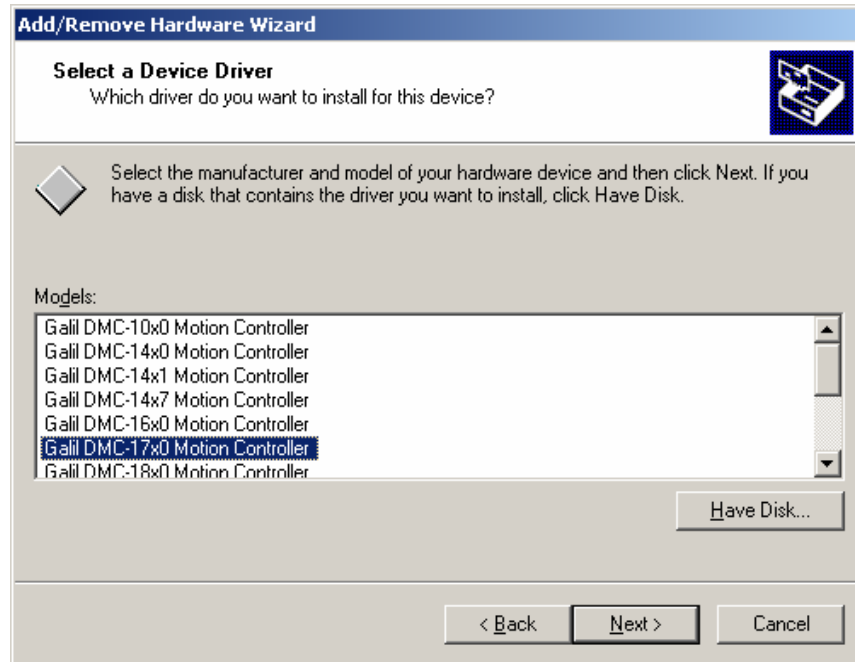 Add/Remove Hardware Wizard
Select a Device Driver
Which driver do you want to install for this device?
Select the manufacturer and model of your hardware device and then click Next. If you
have a disk that contains the driver you want to install, click Have Disk.
Models:
Galil DMC-10x0 Motion Controller
Galil DMC-14x0 Motion Controller
Galil DMC-14x1 Motion Controller
Galil DMC-14x7 Motion Controller
Galil DMC-16x0 Motion Controller
Galil DMC-17x0 Motion Controller
Galil DMC-18x0 Motion Controller
Have Disk...
< Back
Next >
Cancel